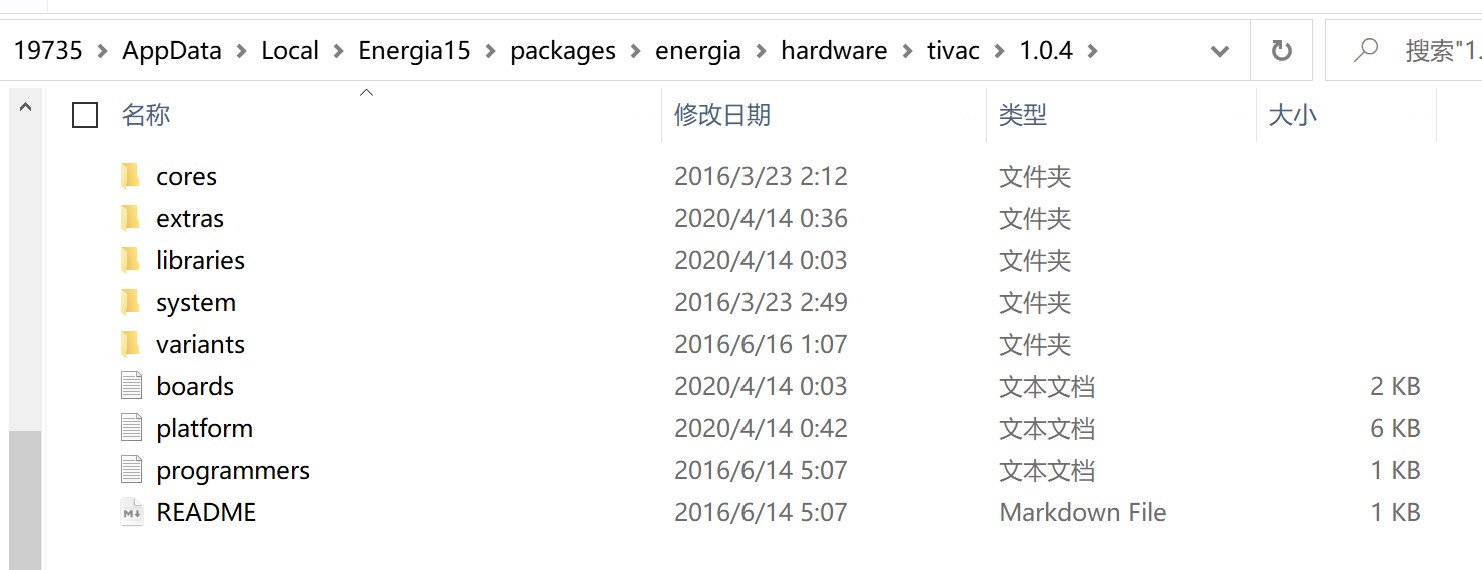 19735 > AppData > Local > Energia15 > packages > energia > hardware > tivac > 1.0.4 > 搜索"1.
名称 修改日期 类型 大小
cores 2016/3/23 2:12 文件夹
extras 2020/4/14 0:36 文件夹
libraries 2020/4/14 0:03 文件夹
system 2016/3/23 2:49 文件夹
variants 2016/6/16 1:07 文件夹
boards 2020/4/14 0:03 文本文档 2 KB
platform 2020/4/14 0:42 文本文档 6 KB
programmers 2016/6/14 5:07 文本文档 1 KB
README 2016/6/14 5:07 Markdown File 1 KB